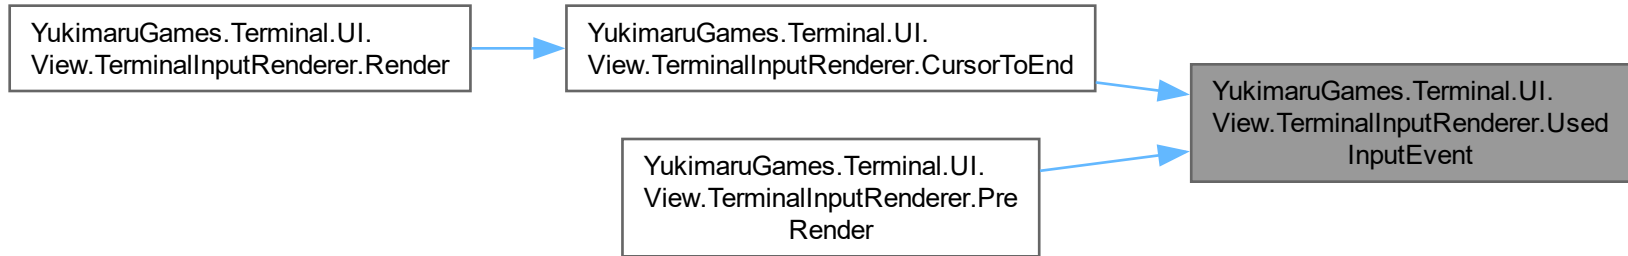 YukimaruGames.Terminal.UI.
View.TerminalInputRenderer.Render
YukimaruGames.Terminal.UI.
View.TerminalInputRenderer.CursorToEnd
YukimaruGames.Terminal.UI.
View.TerminalInputRenderer.Pre
Render
YukimaruGames.Terminal.UI.
View.TerminalInputRenderer.Used
InputEvent